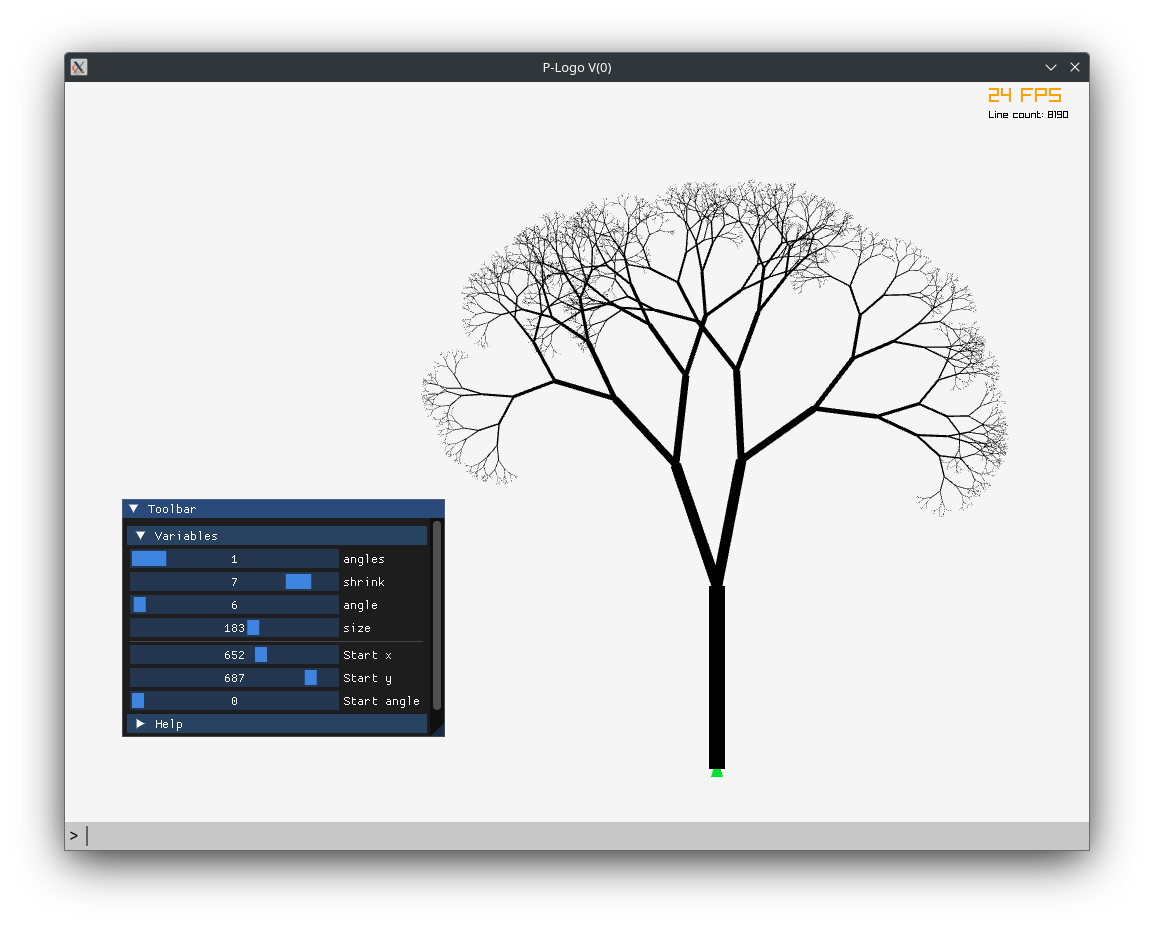 P-Logo V(0)
24 FPS
Line count: 8190
Toolbar
Variables
1 angles
7 shrink
6 angle
183 size
652 Start x
687 Start y
0 Start angle
Help
>